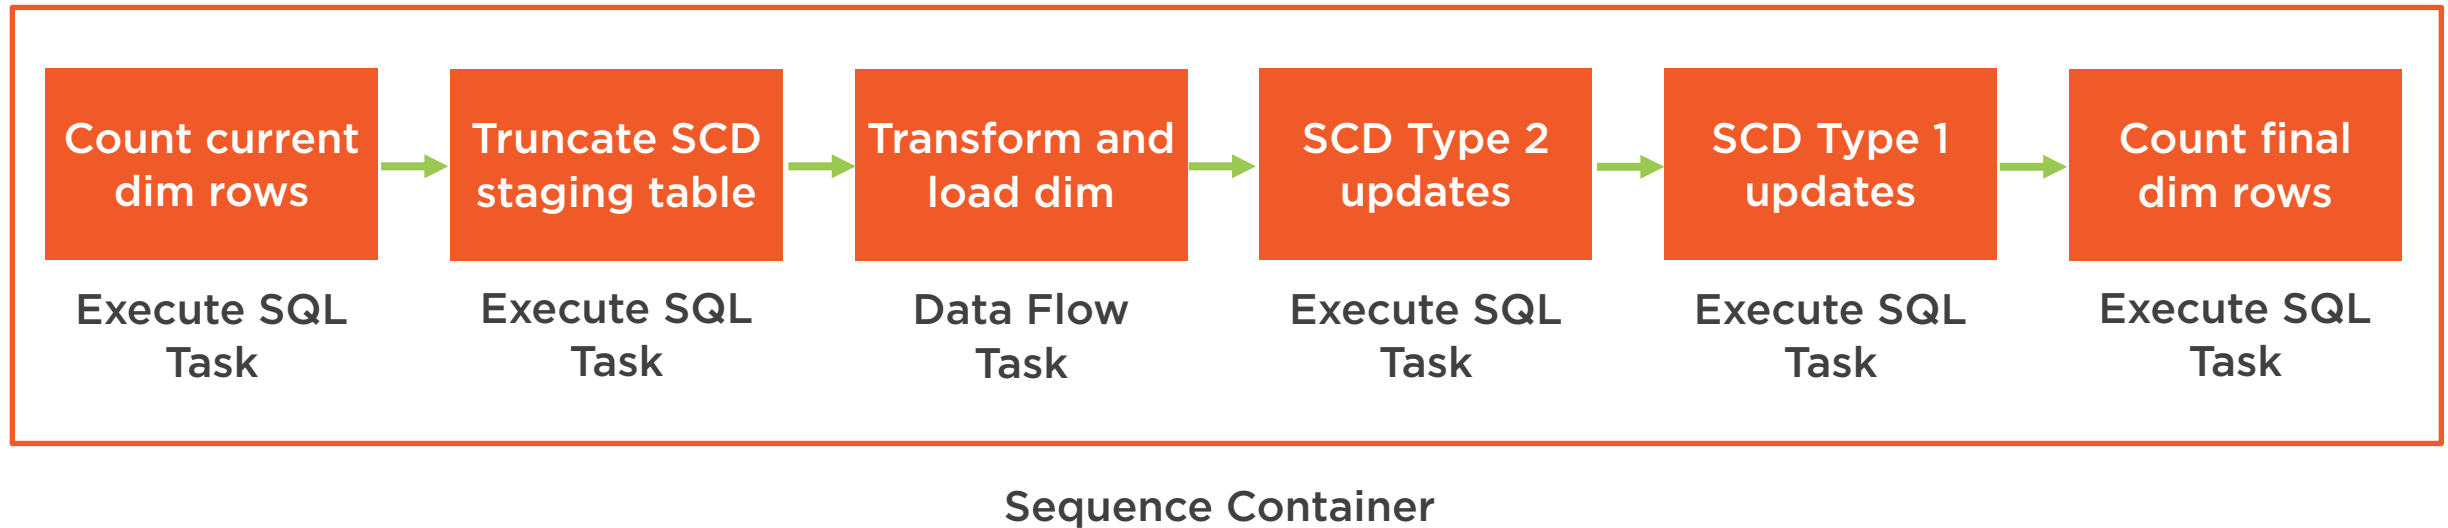 Count current
dim rows
Truncate SCD
staging table
Transform and
load dim
SCD Type 2
updates
SCD Type 1
updates
Count final
dim rows
Execute SQL
Task
Execute SQL
Task
Data Flow
Task
Execute SQL
Task
Execute SQL
Task
Execute SQL
Task
Sequence Container